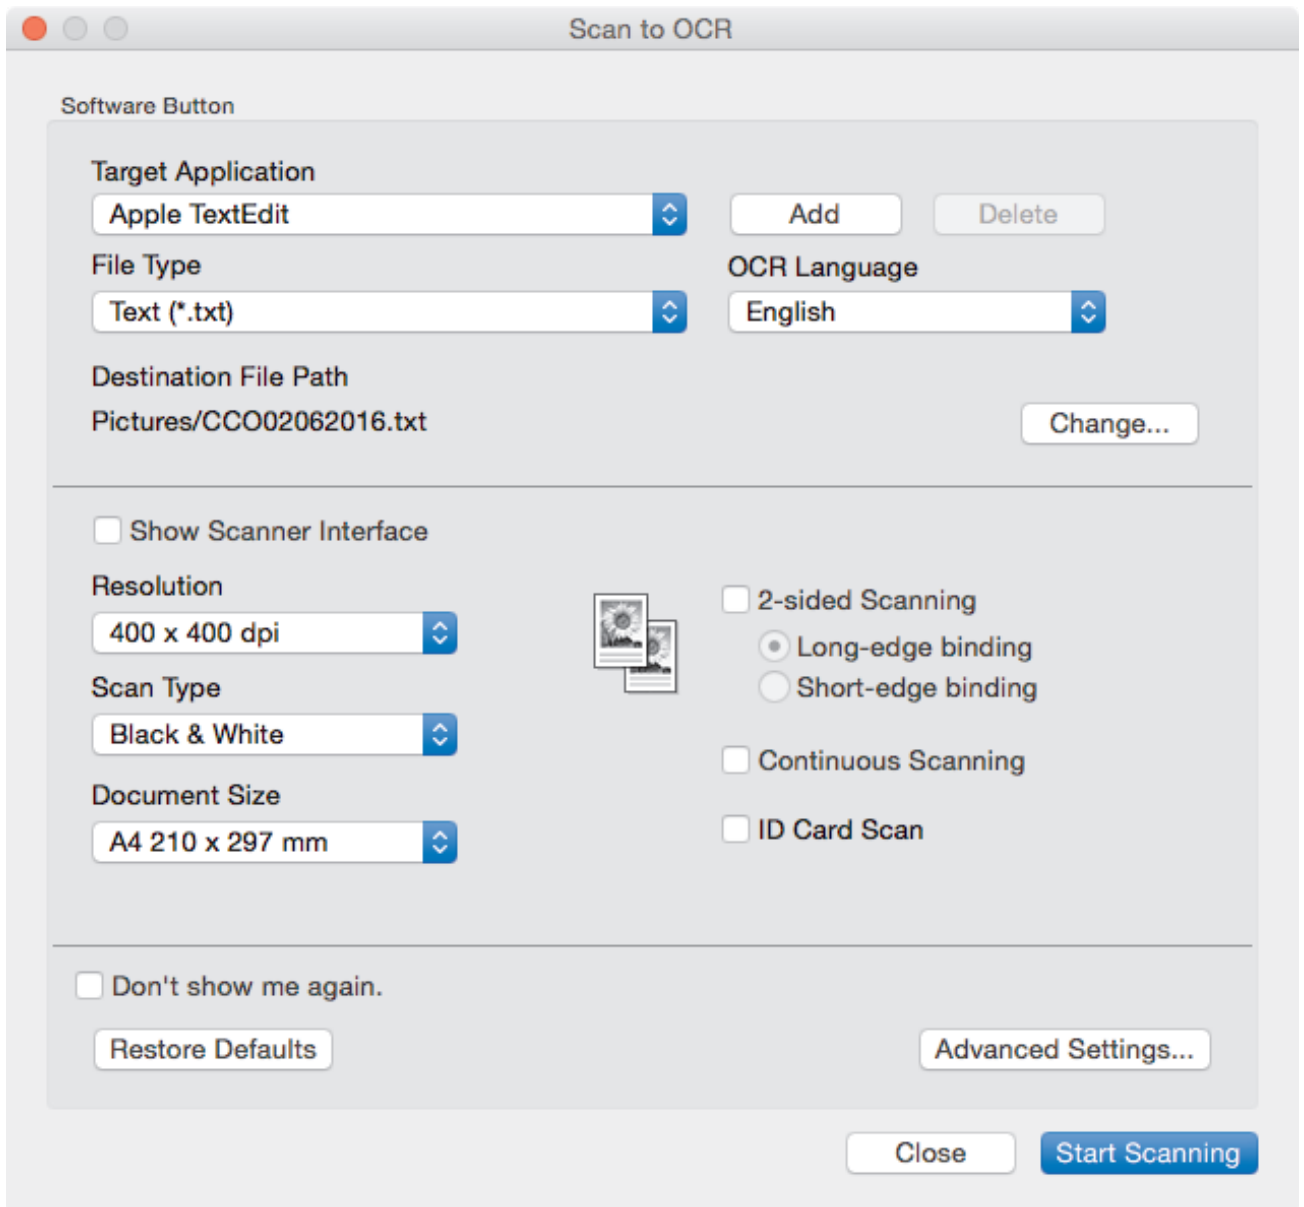 Scan to OCR
Software Button
Target Application
Apple TextEdit
Add
Delete
File Type
OCR Language
Text (*.txt)
English
Destination File Path
Pictures/CCO02062016.txt
Change...
Show Scanner Interface
Resolution
400 x 400 dpi
2-sided Scanning
Long-edge binding
Short-edge binding
Scan Type
Black & White
Continuous Scanning
Document Size
A4 210 x 297 mm
ID Card Scan
Don't show me again.
Restore Defaults
Advanced Settings...
Close
Start Scanning